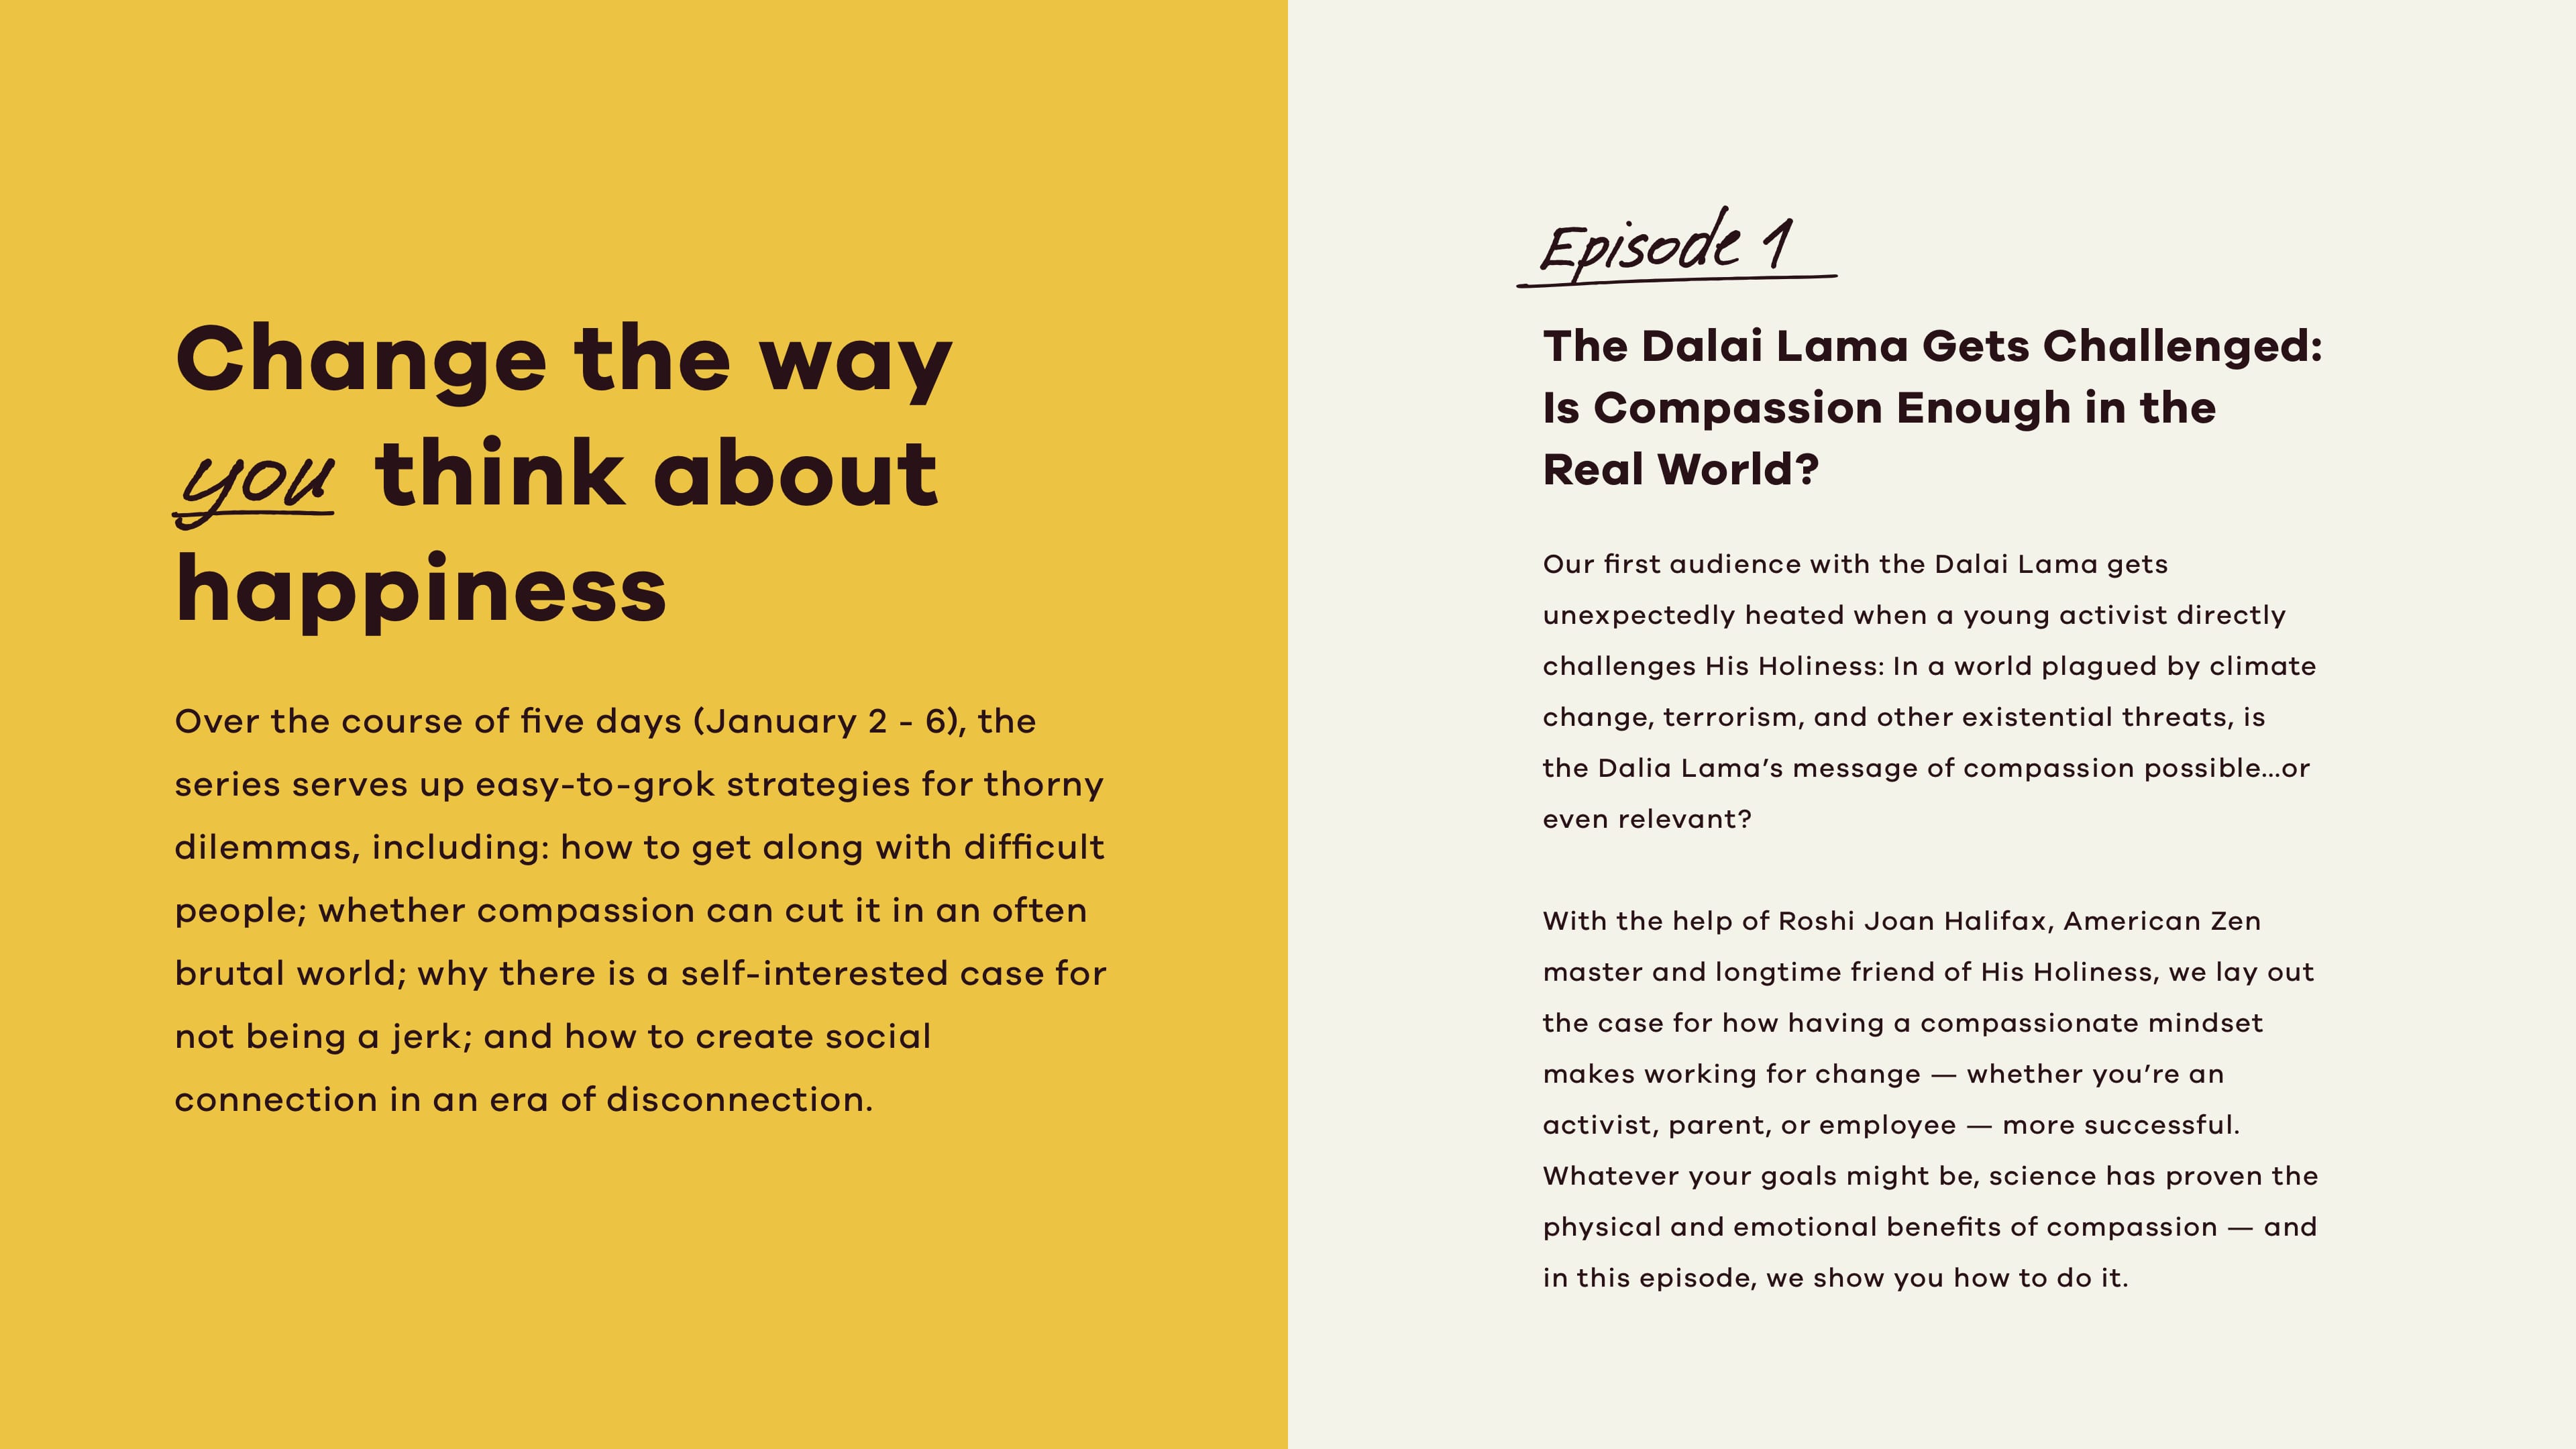 Change the way
you think about
happiness
Over the course of five days (January 2 - 6), the
series serves up easy-to-grok strategies for thorny
dilemmas, including: how to get along with difficult
people; whether compassion can cut it in an often
brutal world; why there is a self-interested case for
not being a jerk; and how to create social
connection in an era of disconnection.
Episode 1
The Dalai Lama Gets Challenged:
Is Compassion Enough in the
Real World?
Our first audience with the Dalai Lama gets
unexpectedly heated when a young activist directly
challenges His Holiness: In a world plagued by climate
change, terrorism, and other existential threats, is
the Dalia Lama’s message of compassion possible...or
even relevant?
With the help of Roshi Joan Halifax, American Zen
master and longtime friend of His Holiness, we lay out
the case for how having a compassionate mindset
makes working for change — whether you’re an
activist, parent, or employee — more successful.
Whatever your goals might be, science has proven the
physical and emotional benefits of compassion — and
in this episode, we show you how to do it.